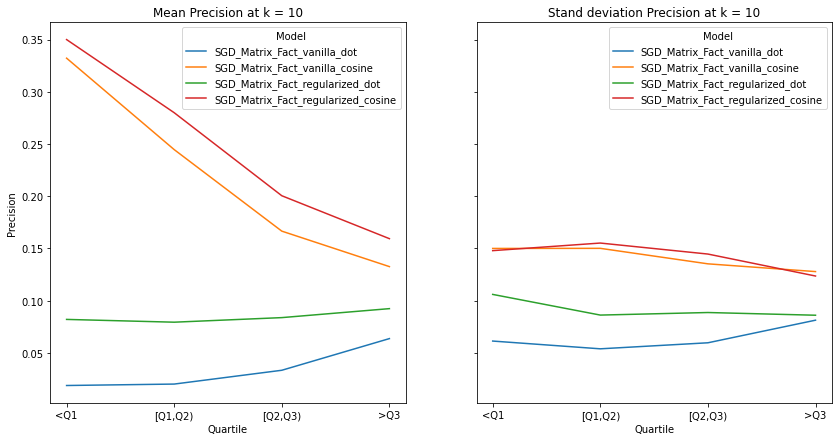 Mean Precision at k = 10
Model
SGD_Matrix_Fact_vanilla_dot
SGD_Matrix_Fact_vanilla_cosine
SGD_Matrix_Fact_regularized_dot
SGD_Matrix_Fact_regularized_cosine
0.35
0.30
0.25
0.20
0.15
0.10
0.05
Precision
<Q1
[Q1,Q2)
[Q2,Q3)
>Q3
Quartile
Stand deviation Precision at k = 10
Model
SGD_Matrix_Fact_vanilla_dot
SGD_Matrix_Fact_vanilla_cosine
SGD_Matrix_Fact_regularized_dot
SGD_Matrix_Fact_regularized_cosine
<Q1
[Q1,Q2)
[Q2,Q3)
>Q3
Quartile